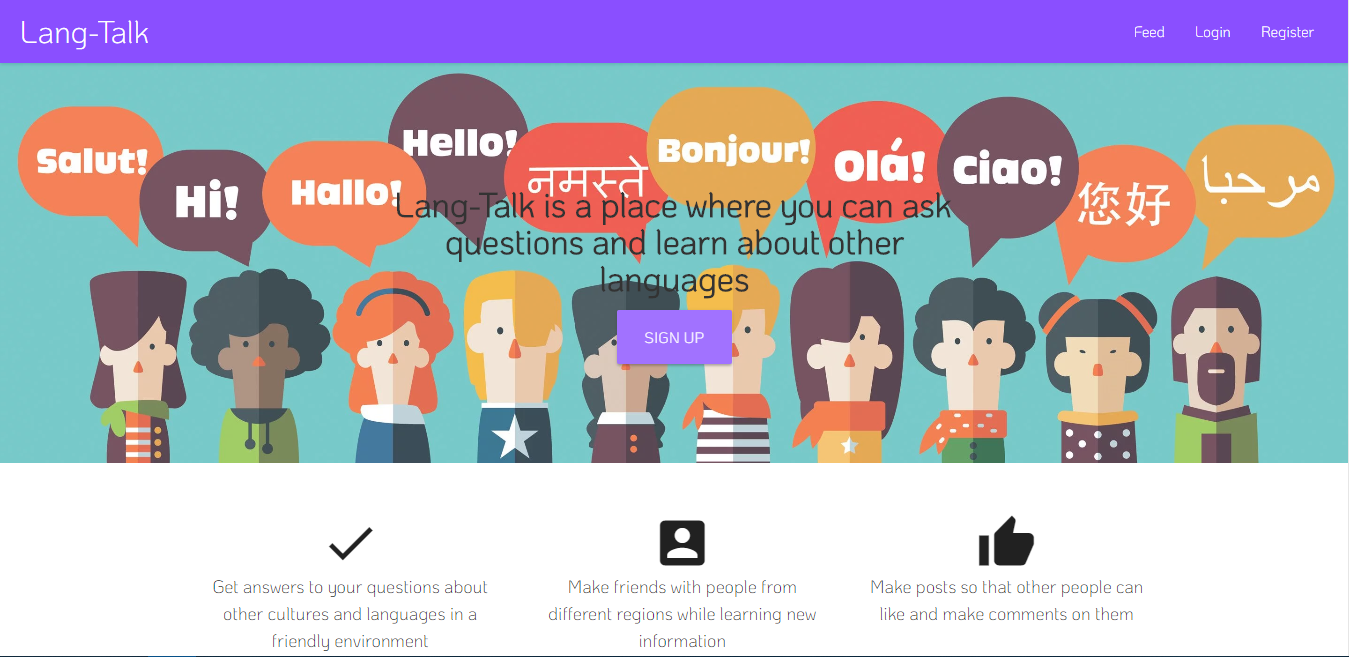 Lang-Talk
Feed
Login
Register
Salut!
Hi!
Hallo!
Hello!
नमस्ते
Bonjour!
Olá!
Ciao!
您好
مرحبا
Lang-Talk is a place where you can ask
questions and learn about other
languages
SIGN UP
Get answers to your questions about
other cultures and languages in a
friendly environment
Make friends with people from
different regions while learning new
information
Make posts so that other people can
like and make comments on them